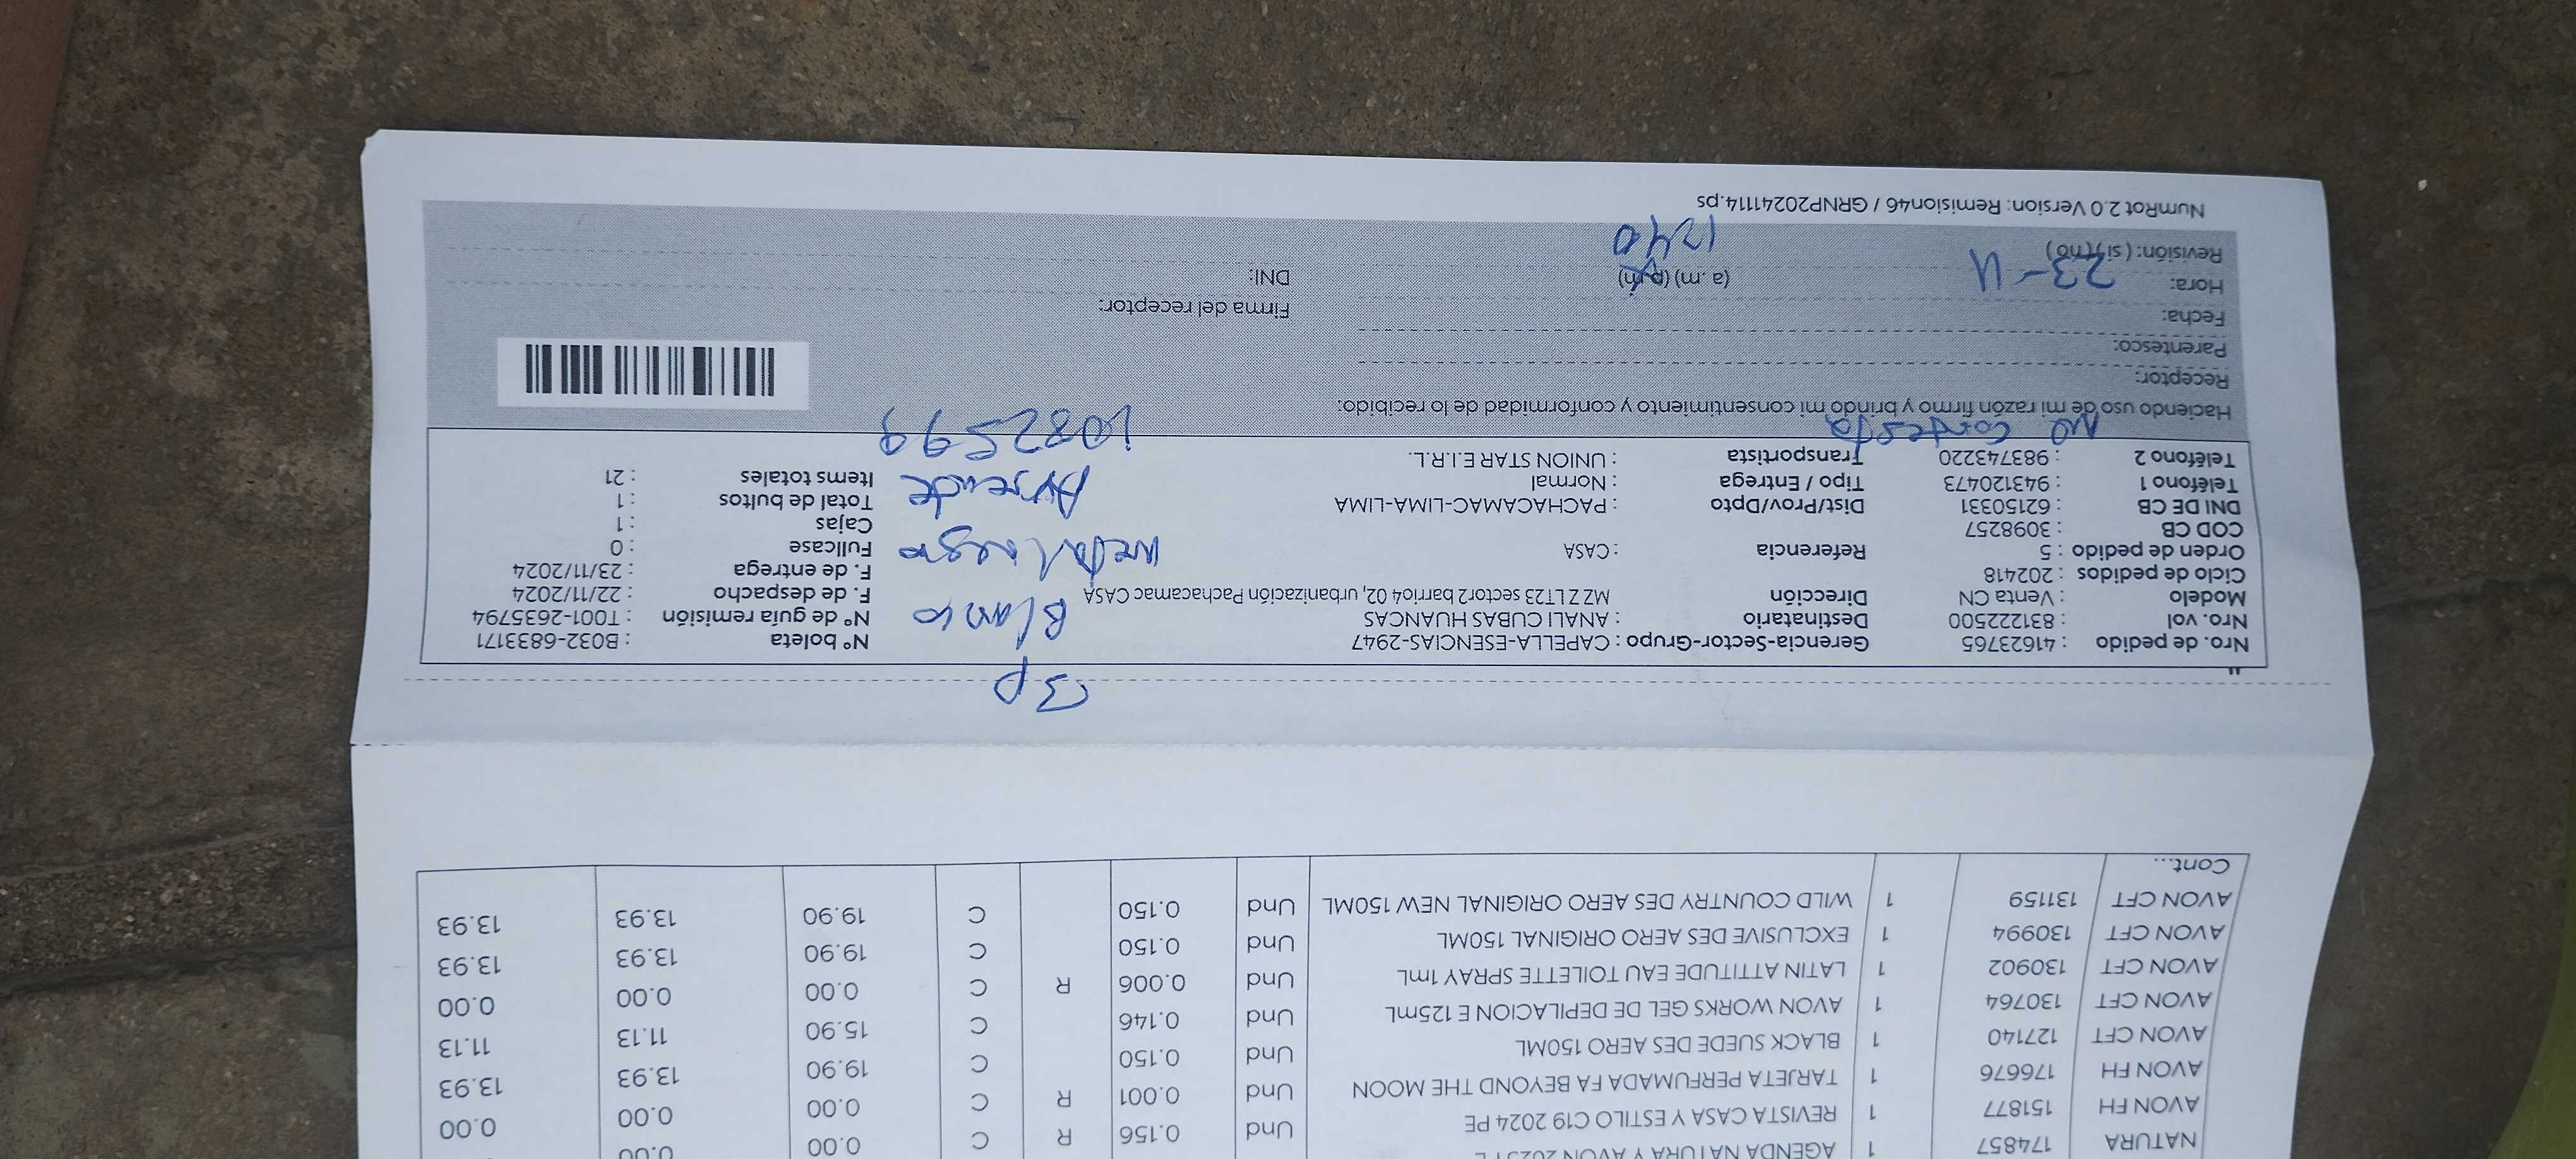 NATURA 174857 1 AGENDA NATURA Y AVON
AVON FH 151877 1 REVISTA CASA Y ESTILO C19 2024 PE Und 0.156 R C 0.00 0.00 0.00
AVON FH 176676 1 TARJETA PERFUMADA FA BEYOND THE MOON Und 0.001 R C 0.00 0.00 0.00
AVON CFT 127140 1 BLACK SUEDE DES AERO 150ML Und 0.150 C 19.90 13.93 13.93
AVON CFT 130764 1 AVON WORKS GEL DE DEPILACION E 125mL Und 0.146 C 15.90 11.13 11.13
AVON CFT 130902 1 LATIN ATTITUDE EAU TOILETTE SPRAY 1mL Und 0.006 R C 0.00 0.00 0.00
AVON CFT 130994 1 EXCLUSIVE DES AERO ORIGINAL 150ML Und 0.150 C 19.90 13.93 13.93
AVON CFT 131159 1 WILD COUNTRY DES AERO ORIGINAL NEW 150ML Und 0.150 C 19.90 13.93 13.93
Cont...
3p
Nro. de pedido : 41623765 Gerencia-Sector-Grupo : CAPELLA-ESENCIAS-2947 N° boleta : B032-6833171
Nro. vol : 8312222500 Destinatario : ANALI CUBAS HUANCAS Blanco N° de guía remisión : T001-2635794
Modelo : Venta CN Dirección MZ Z LT 23 sector2 barrio4 02, urbanización Pachacamac CASA F. de despacho : 22/11/2024
Ciclo de pedidos : 202418 F. de entrega : 23/11/2024
Orden de pedido : 5 Referencia : CASA metal negro Fullcase : 0
COD CB : 3098257 Cajas : 1
DNI DE CB : 62150331 Dist/Prov/Dpto : PACHACAMAC-LIMA-LIMA Total de bultos : 1
Teléfono 1 : 943120473 Tipo / Entrega : Normal Items totales : 21
Teléfono 2 : 983743220 Transportista : UNION STAR E.I.R.L.
No contesta 1082599
Haciendo uso de mi razón firmo y brindo mi consentimiento y conformidad de lo recibido:
Receptor:
Parentesco:
Fecha: Firma del receptor:
Hora: 23-11 (a. m) (p.m) DNI:
Revisión: ( si) (no ) 1240
NumRot 2.0 Version: Remision46 / GRNP20241114.ps